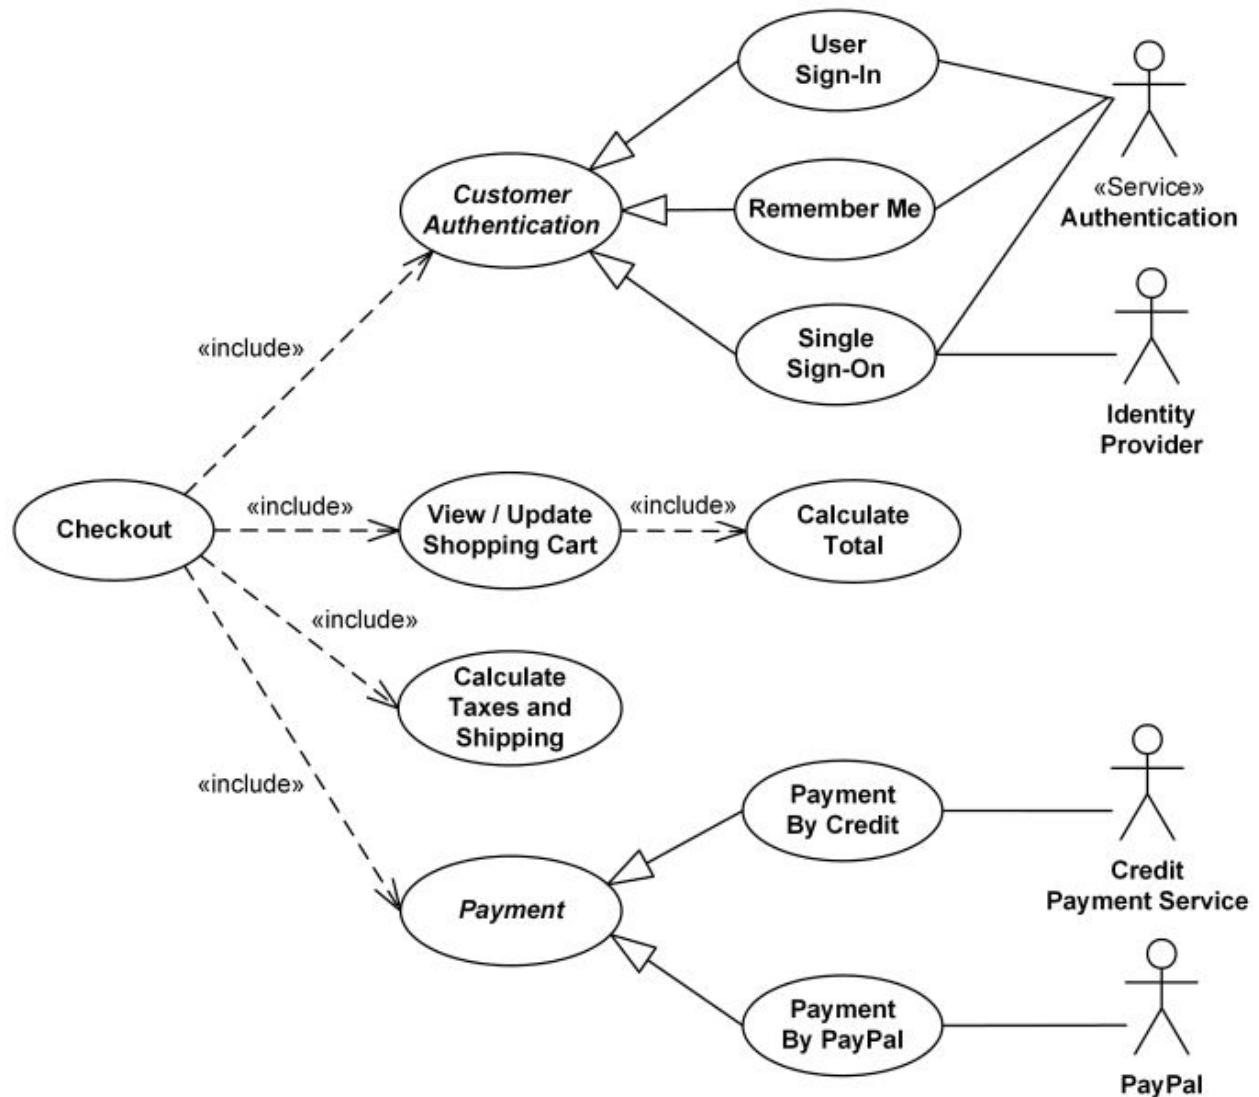 User
Sign-In
«Service»
Authentication
Customer
Authentication
Remember Me
«include»
Single
Sign-On
Identity
Provider
Checkout
«include»
View / Update
Shopping Cart
«include»
Calculate
Total
«include»
Calculate
Taxes and
Shipping
«include»
Payment
By Credit
Credit
Payment Service
Payment
Payment
By PayPal
PayPal